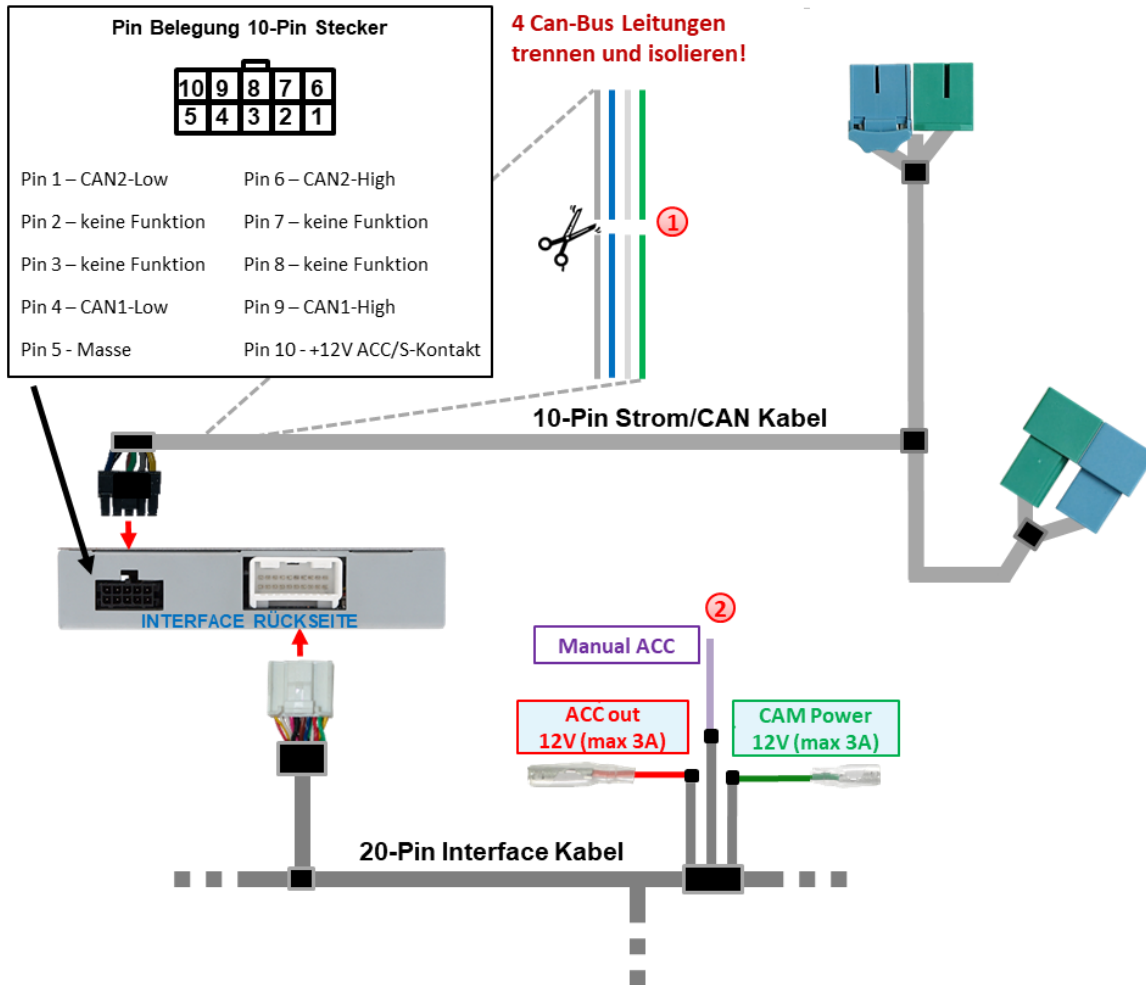 Pin Belegung 10-Pin Stecker
10 9 8 7 6
5 4 3 2 1
Pin 1 – CAN2-Low
Pin 6 – CAN2-High
Pin 2 – keine Funktion
Pin 7 – keine Funktion
Pin 3 – keine Funktion
Pin 8 – keine Funktion
Pin 4 – CAN1-Low
Pin 9 – CAN1-High
Pin 5 - Masse
Pin 10 - +12V ACC/S-Kontakt
4 Can-Bus Leitungen
trennen und isolieren!
1
10-Pin Strom/CAN Kabel
INTERFACE RÜCKSEITE
2
Manual ACC
ACC out
12V (max 3A)
CAM Power
12V (max 3A)
20-Pin Interface Kabel